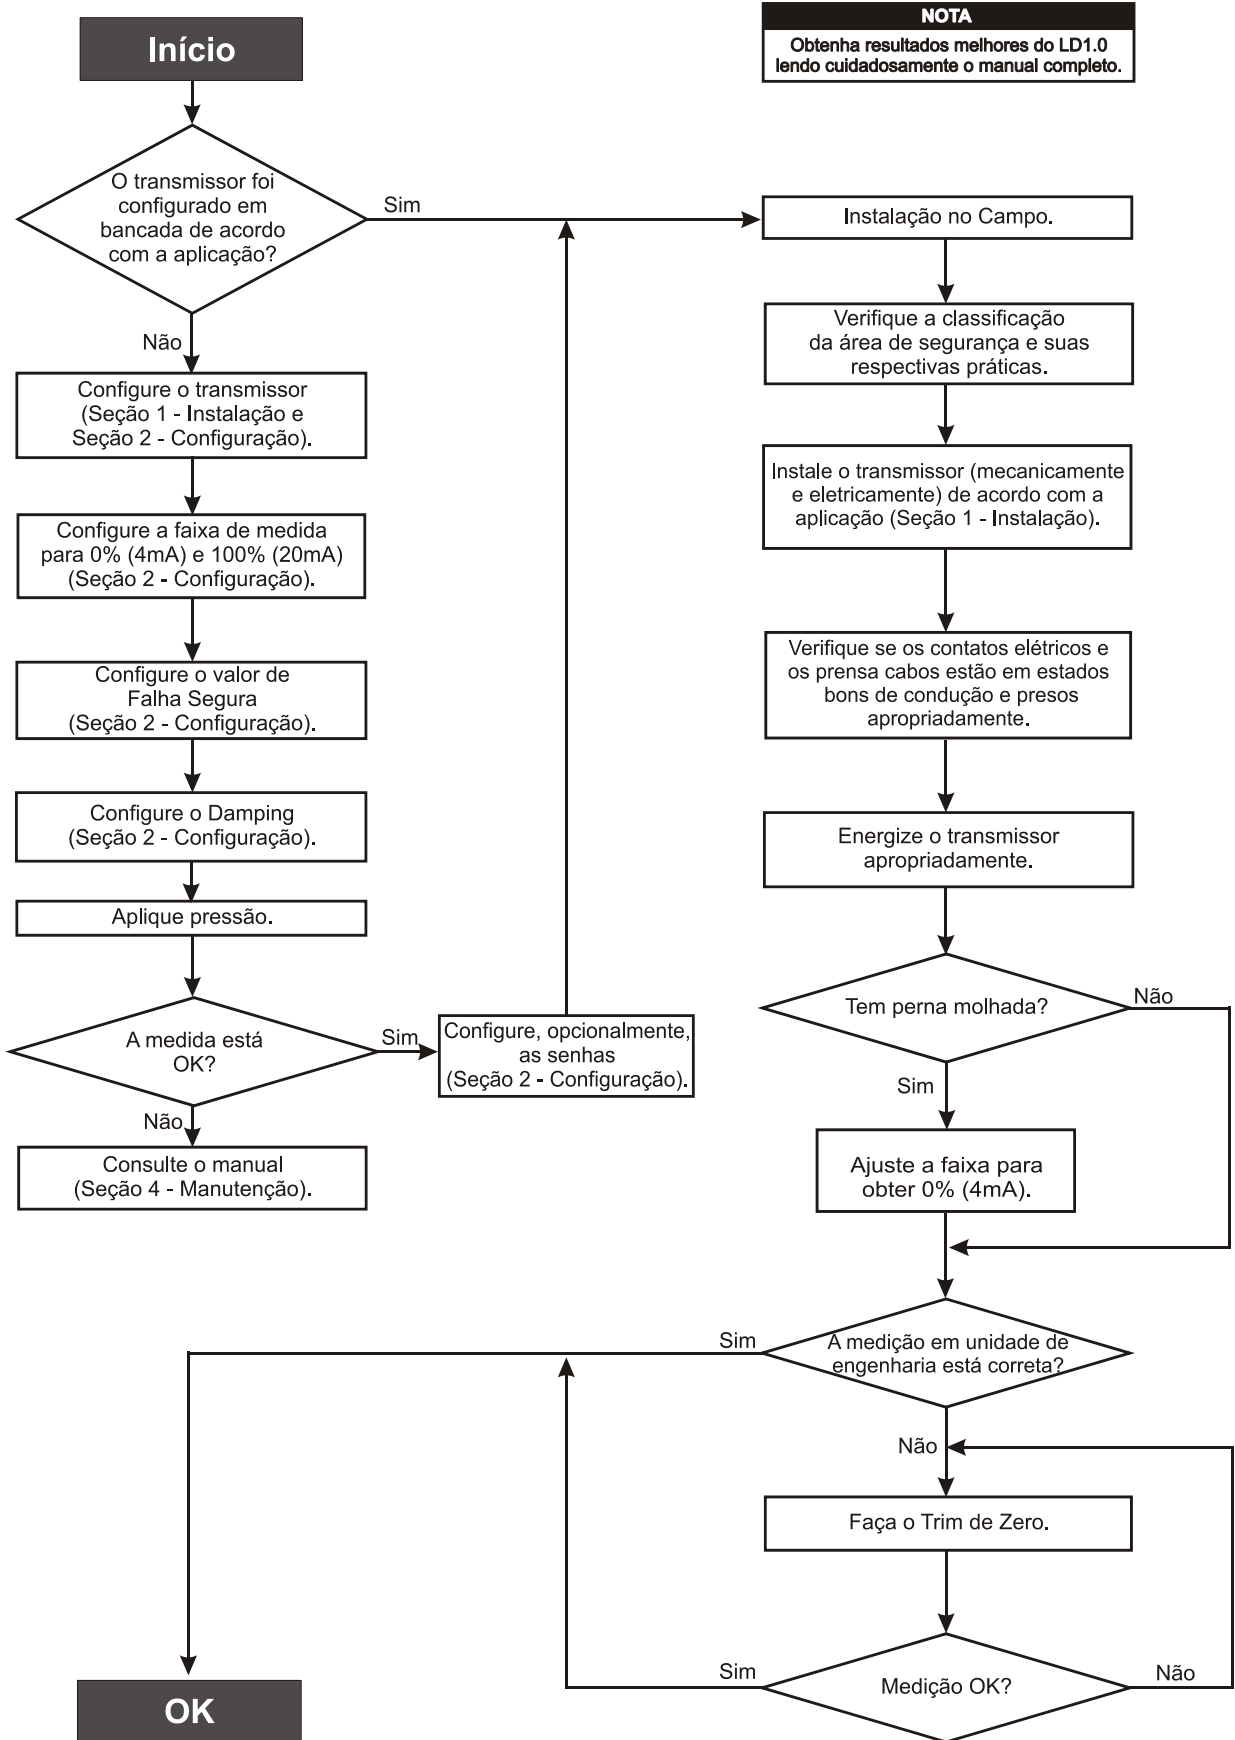 Início
NOTA
Obtenha resultados melhores do LD1.0
lendo cuidadosamente o manual completo.
O transmissor foi
configurado em
bancada de acordo
com a aplicação?
Sim
Não
Configure o transmissor
(Seção 1 - Instalação e
Seção 2 - Configuração).
Configure a faixa de medida
para 0% (4mA) e 100% (20mA)
(Seção 2 - Configuração).
Configure o valor de
Falha Segura
(Seção 2 - Configuração).
Configure o Damping
(Seção 2 - Configuração).
Aplique pressão.
A medida está
OK?
Sim
Configure, opcionalmente,
as senhas
(Seção 2 - Configuração).
Não
Consulte o manual
(Seção 4 - Manutenção).
Instalação no Campo.
Verifique a classificação
da área de segurança e suas
respectivas práticas.
Instale o transmissor (mecanicamente
e eletricamente) de acordo com a
aplicação (Seção 1 - Instalação).
Verifique se os contatos elétricos e
os prensa cabos estão em estados
bons de condução e presos
apropriadamente.
Energize o transmissor
apropriadamente.
Tem perna molhada?
Não
Sim
Ajuste a faixa para
obter 0% (4mA).
A medição em unidade de
engenharia está correta?
Sim
Não
Faça o Trim de Zero.
Medição OK?
Sim
Não
OK